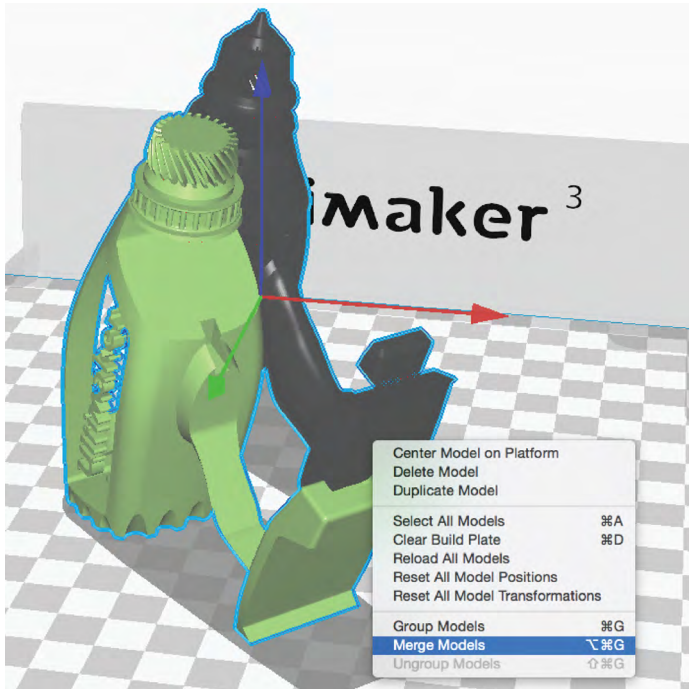 imaker 3
Center Model on Platform
Delete Model
Duplicate Model
Select All Models ⌘A
Clear Build Plate ⌘D
Reload All Models
Reset All Model Positions
Reset All Model Transformations
Group Models ⌘G
Merge Models ⌥⌘G
Ungroup Models ⇧⌘G